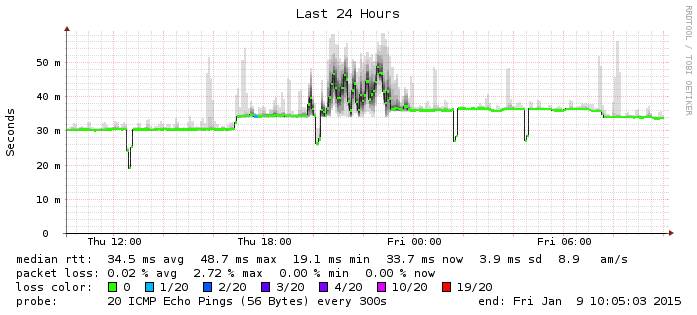 Last 24 Hours
RRDTOOL / TOBI OETIKER
Seconds
50 m
40 m
30 m
20 m
10 m
0
Thu 12:00 Thu 18:00 Fri 00:00 Fri 06:00
median rtt: 34.5 ms avg 48.7 ms max 19.1 ms min 33.7 ms now 3.9 ms sd 8.9 am/s
packet loss: 0.02 % avg 2.72 % max 0.00 % min 0.00 % now
loss color: 0 1/20 2/20 3/20 4/20 10/20 19/20
probe: 20 ICMP Echo Pings (56 Bytes) every 300s end: Fri Jan 9 10:05:03 2015